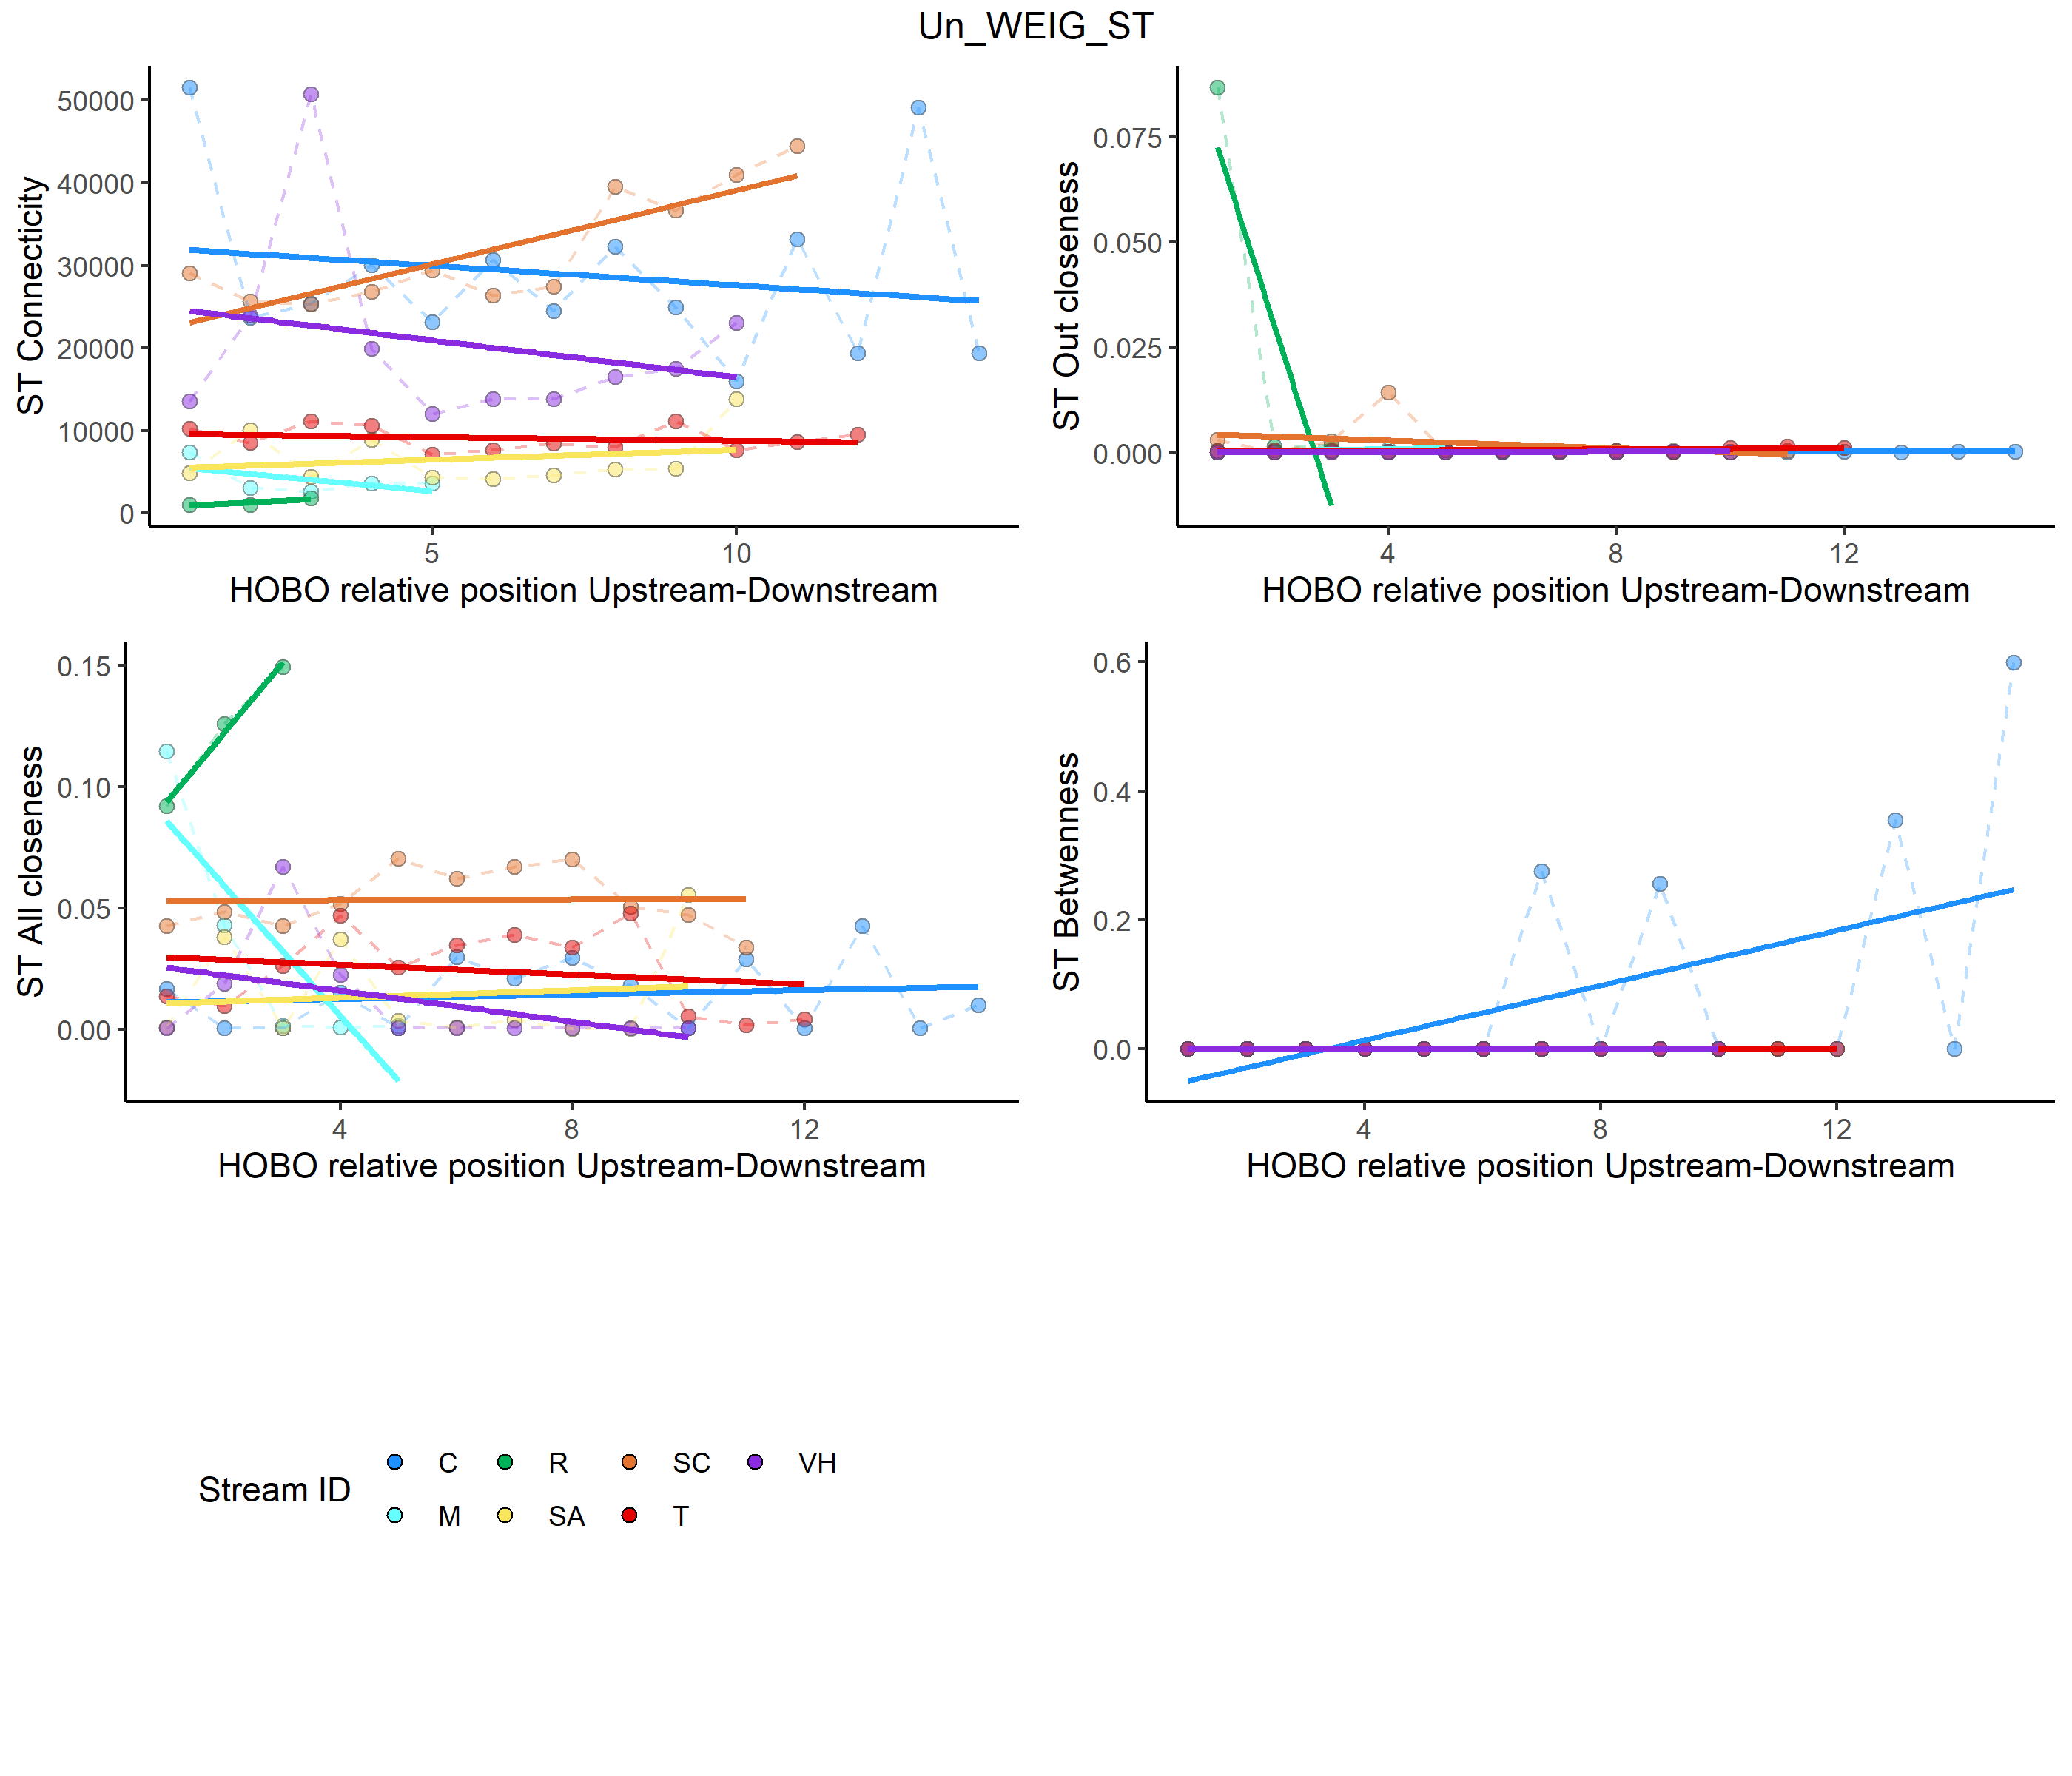 Un_WEIG_ST
ST Connecticity
50000
40000
30000
20000
10000
0
5
10
HOBO relative position Upstream-Downstream
ST Out closeness
0.075
0.050
0.025
0.000
4
8
12
HOBO relative position Upstream-Downstream
ST All closeness
0.15
0.10
0.05
0.00
4
8
12
HOBO relative position Upstream-Downstream
ST Betwenness
0.6
0.4
0.2
0.0
4
8
12
HOBO relative position Upstream-Downstream
Stream ID
C
R
SC
VH
M
SA
T